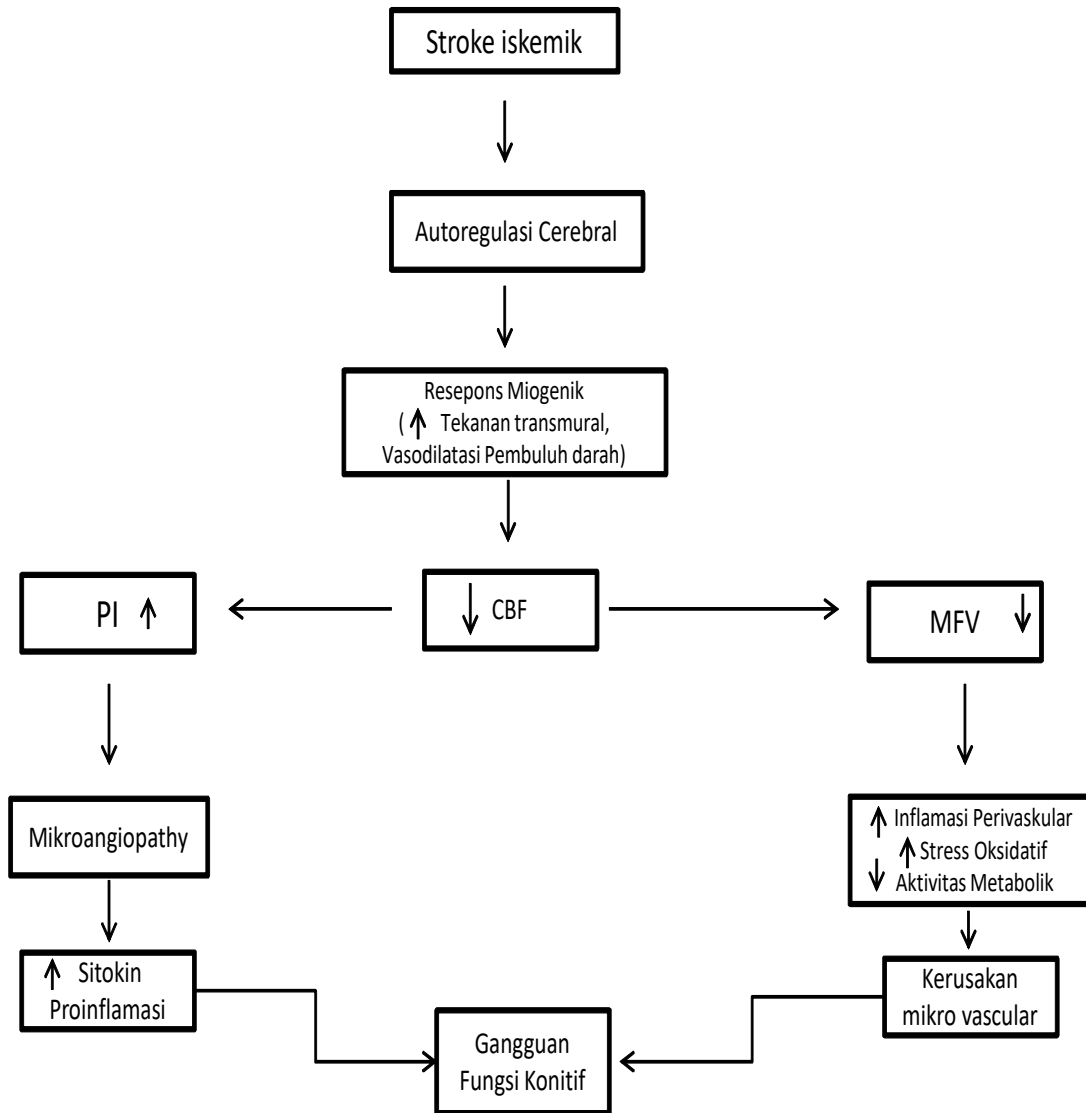 Stroke iskemik
Autoregulasi Cerebral
Resepons Miogenik
( ↑ Tekanan transmural,
Vasodilatasi Pembuluh darah)
PI ↑
↓ CBF
MFV ↓
Mikroangiopathy
↑ Inflamasi Perivaskular
↑ Stress Oksidatif
↓ Aktivitas Metabolik
↑ Sitokin
Proinflamasi
Kerusakan
mikro vascular
Gangguan
Fungsi Konitif